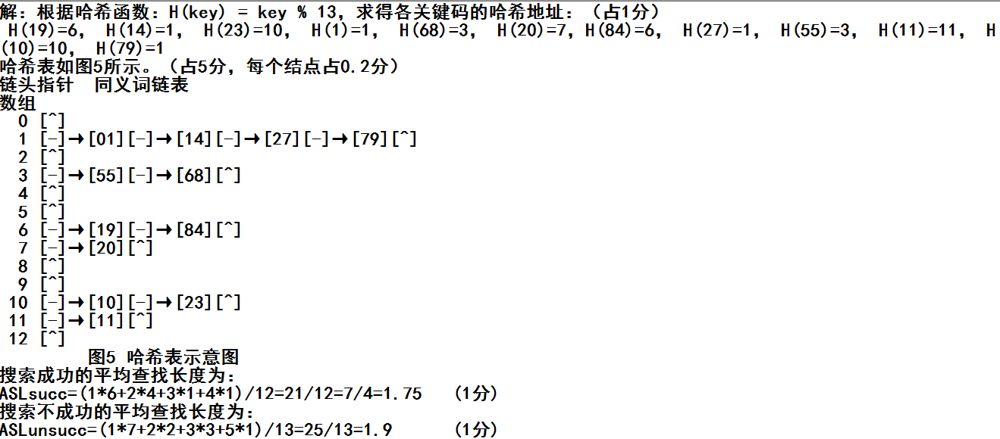 解：根据哈希函数：H(key) = key % 13，求得各关键码的哈希地址：（占1分）
H(19)=6， H(14)=1， H(23)=10， H(1)=1， H(68)=3， H(20)=7，H(84)=6， H(27)=1， H(55)=3， H(11)=11， H
(10)=10， H(79)=1
哈希表如图5所示。（占5分，每个结点占0.2分）
链头指针 同义词链表
数组
0 [^]
1 [-]→[01][-]→[14][-]→[27][-]→[79][^]
2 [^]
3 [-]→[55][-]→[68][^]
4 [^]
5 [^]
6 [-]→[19][-]→[84][^]
7 [-]→[20][^]
8 [^]
9 [^]
10 [-]→[10][-]→[23][^]
11 [-]→[11][^]
12 [^]
图5 哈希表示意图
搜索成功的平均查找长度为：
ASLsucc=(1*6+2*4+3*1+4*1)/12=21/12=7/4=1.75 （1分）
搜索不成功的平均查找长度为：
ASLunsucc=(1*7+2*2+3*3+5*1)/13=25/13=1.9 （1分）